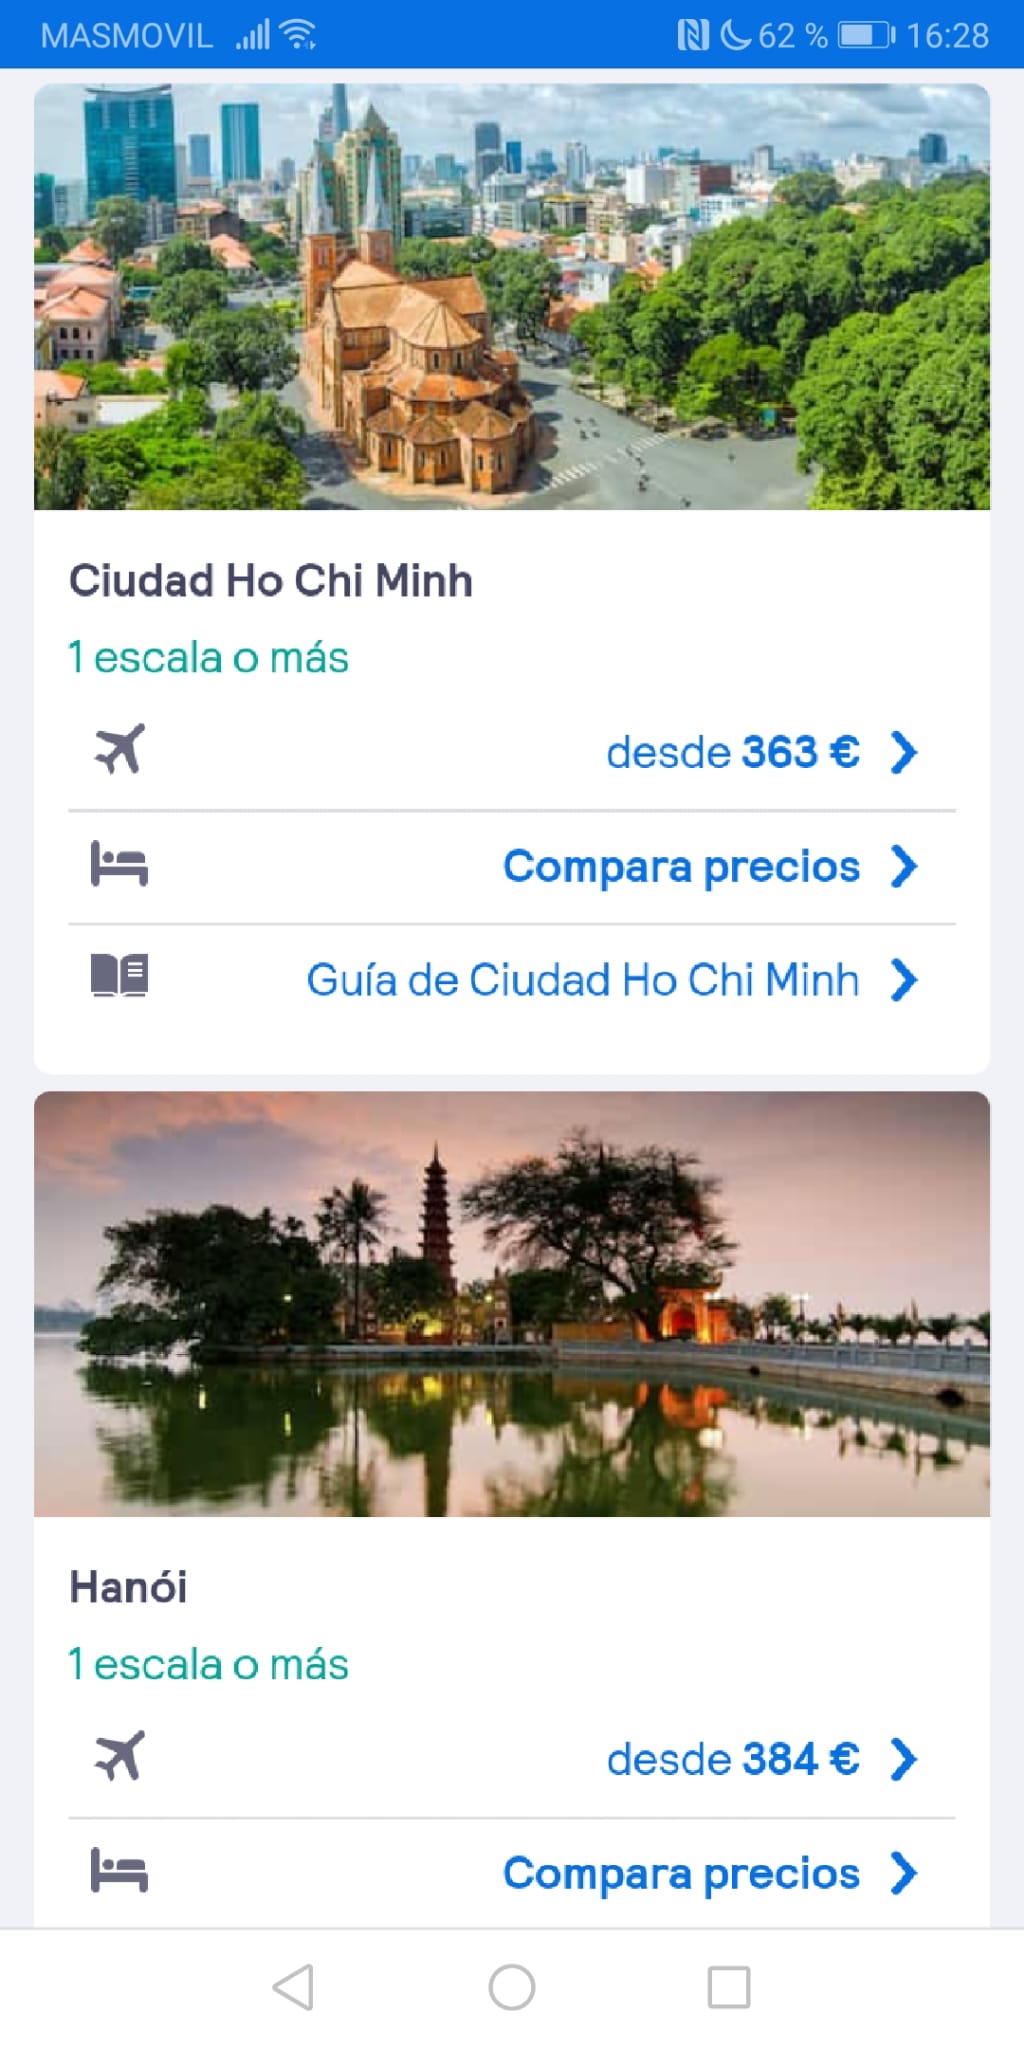 MASMOVIL 62 % 16:28
Ciudad Ho Chi Minh
1 escala o más
desde 363 €
Compara precios
Guía de Ciudad Ho Chi Minh
Hanói
1 escala o más
desde 384 €
Compara precios